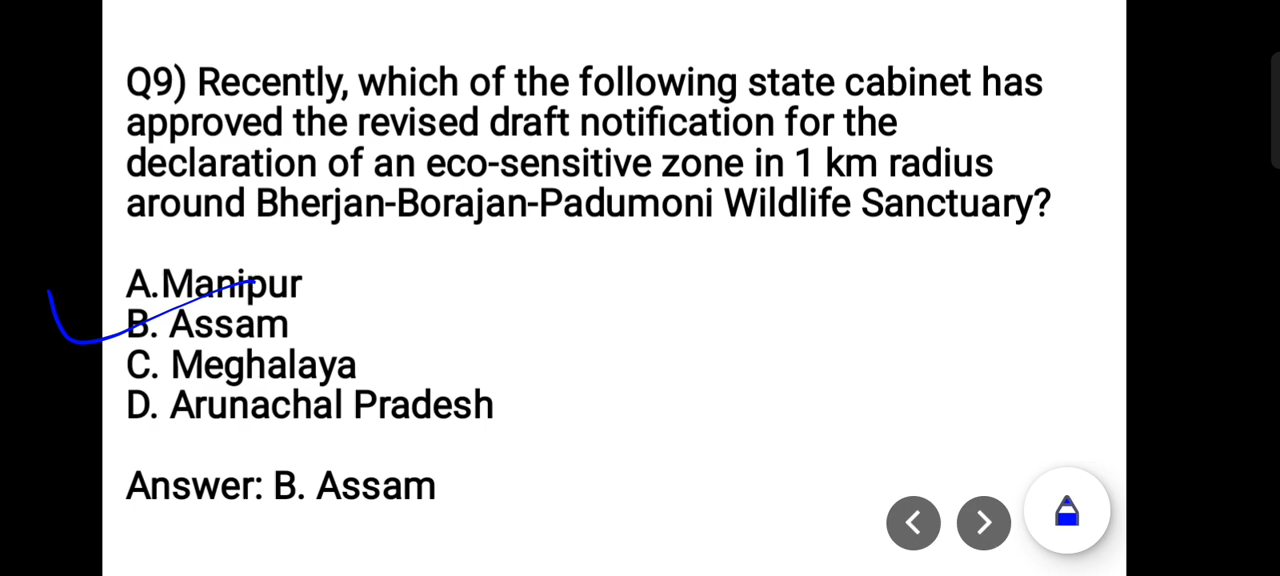 Q9) Recently, which of the following state cabinet has
approved the revised draft notification for the
declaration of an eco-sensitive zone in 1 km radius
around Bherjan-Borajan-Padumoni Wildlife Sanctuary?
A.Manipur
B. Assam
C. Meghalaya
D. Arunachal Pradesh
Answer: B. Assam